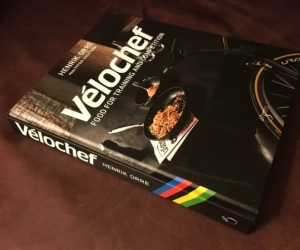 HENRIK ORRE
Vélochef
FOOD FOR TRAINING AND COMPETITION
Vélochef
HENRIK ORRE